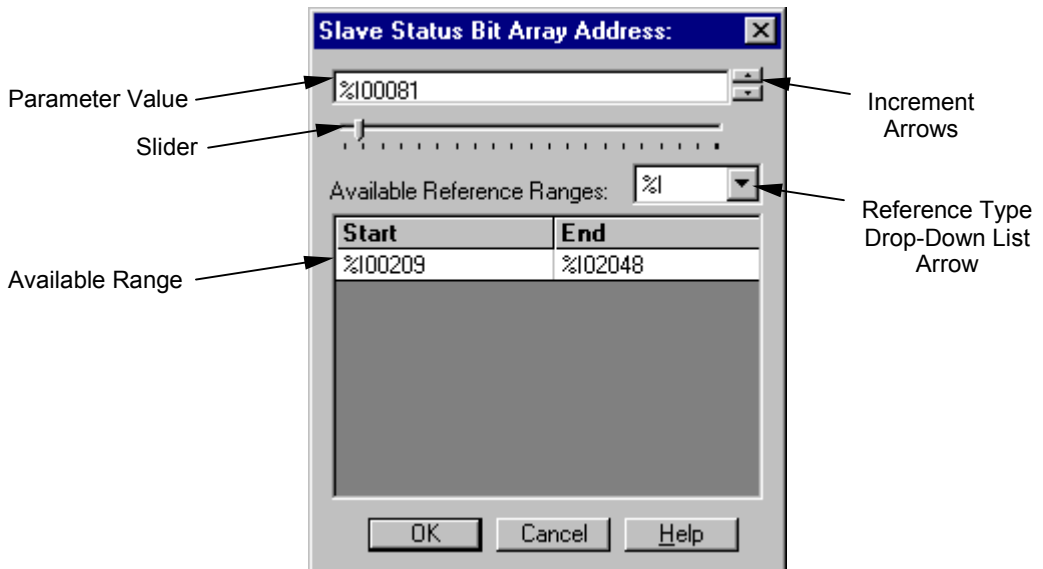 Slave Status Bit Array Address:
Parameter Value
%I00081
Increment
Arrows
Slider
Available Reference Ranges:
%I
Reference Type
Drop-Down List
Arrow
Start
End
Available Range
%I00209
%I02048
OK
Cancel
Help